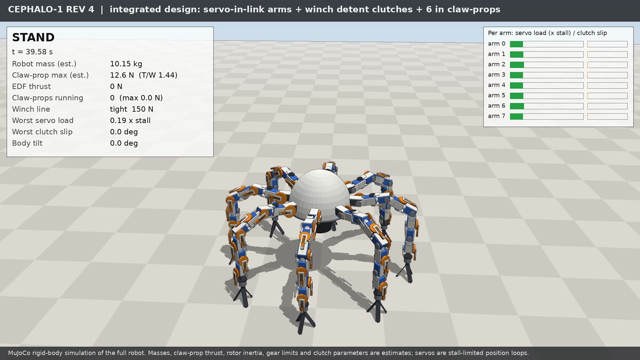 CEPHALO-1 REV 4 | integrated design: servo-in-link arms + winch detent clutches + 6 in claw-props
STAND
t = 39.58 s
Robot mass (est.) 10.15 kg
Claw-prop max (est.) 12.6 N (T/W 1.44)
EDF thrust 0 N
Claw-props running 0 (max 0.0 N)
Winch line tight 150 N
Worst servo load 0.19 x stall
Worst clutch slip 0.0 deg
Body tilt 0.0 deg
Per arm: servo load (x stall) / clutch slip
arm 0
arm 1
arm 2
arm 3
arm 4
arm 5
arm 6
arm 7
MuJoCo rigid-body simulation of the full robot. Masses, claw-prop thrust, rotor inertia, gear limits and clutch parameters are estimates; servos are stall-limited position loops.